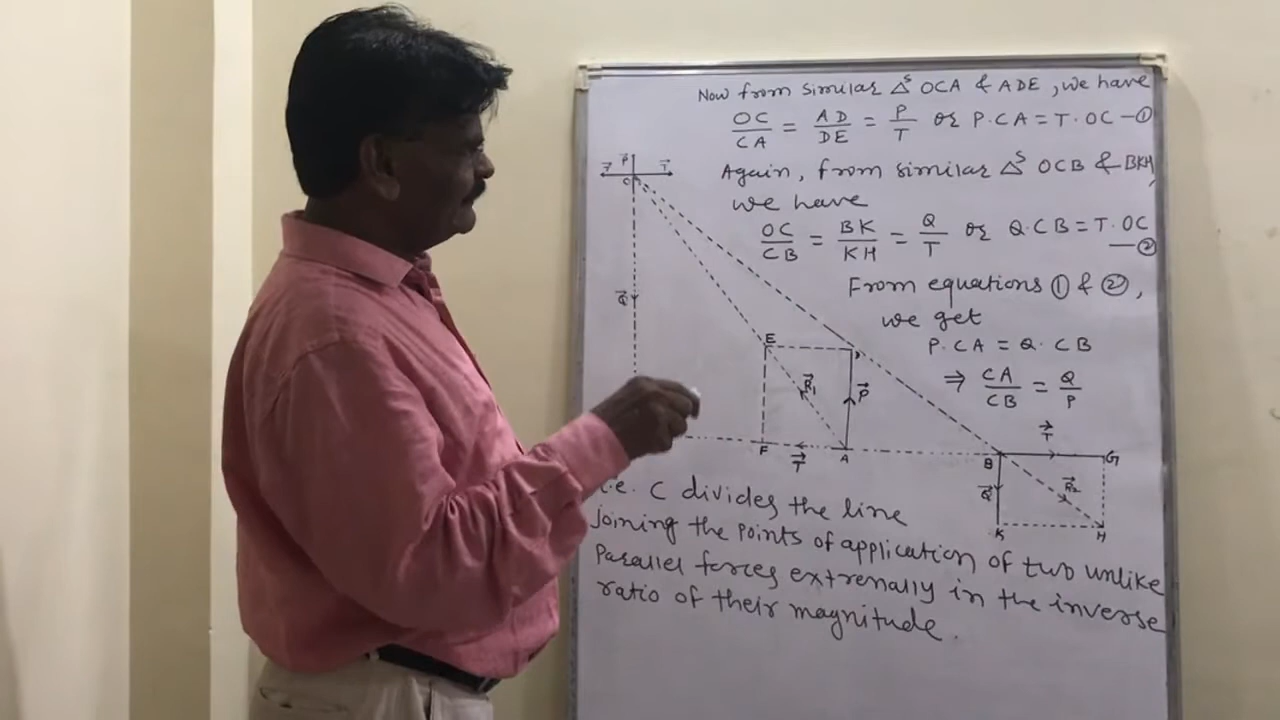 Now from similar Δˢ OCA & ADE, we have
OC/CA = AD/DE = P/T or P.CA = T.OC —①
Again, from similar Δˢ OCB & BKH,
we have
OC/CB = BK/KH = Q/T or Q.CB = T.OC
—②
From equations ① & ②,
we get
P.CA = Q.CB
⇒ CA/CB = Q/P
i.e. C divides the line
joining the points of application of two unlike
Parallel forces extrenally in the inverse
ratio of their magnitude.
P⃗
T⃗
O
Q⃗
E
R⃗₁
P⃗
F
T⃗
A
B
T⃗
G
Q⃗
R⃗₂
K
H